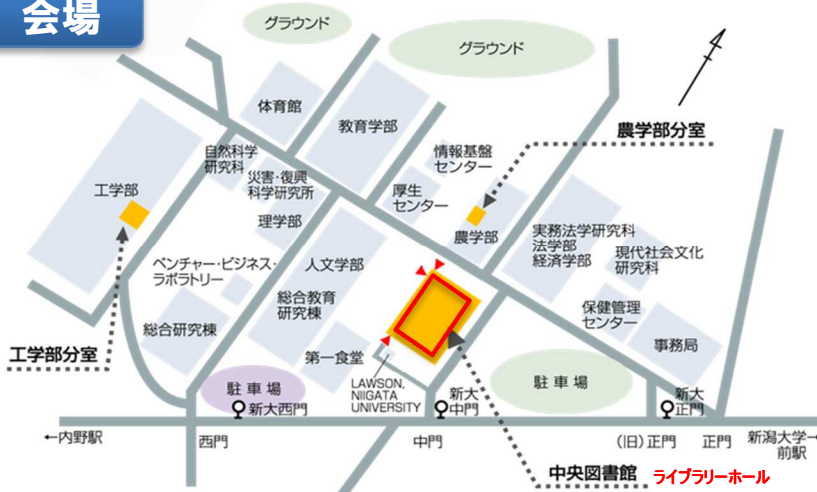 会場
グラウンド
グラウンド
体育館
教育学部
農学部分室
自然科学
研究科
災害・復興
科学研究所
情報基盤
センター
工学部
厚生
センター
理学部
農学部
実務法学研究科
法学部
経済学部
現代社会文化
研究科
ベンチャー・ビジネス・
ラボラトリー
人文学部
総合教育
研究棟
総合研究棟
保健管理
センター
事務局
工学部分室
第一食堂
駐車場
新大西門
LAWSON,
NIIGATA
UNIVERSITY
新大
中門
駐車場
新大
正門
←内野駅
西門
中門
(旧)正門
正門
新潟大学→
前駅
中央図書館
ライブラリーホール